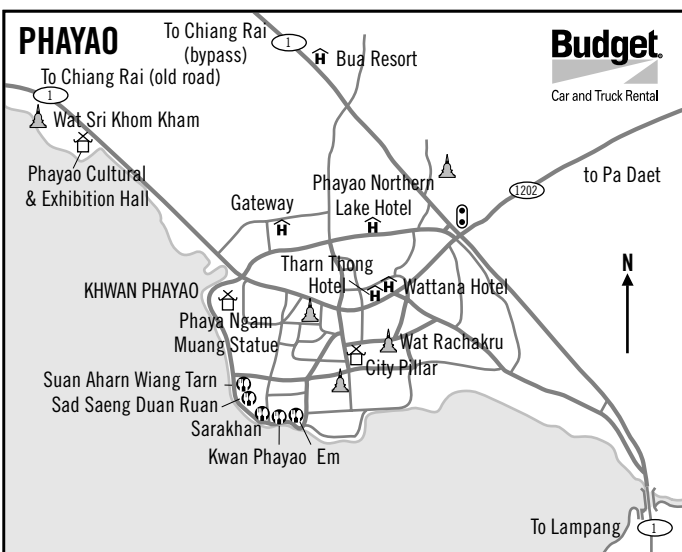 PHAYAO
To Chiang Rai
(bypass)
1
H
Bua Resort
Budget
Car and Truck Rental
To Chiang Rai (old road)
1
Wat Sri Khom Kham
Phayao Cultural
& Exhibition Hall
Phayao Northern
Lake Hotel
H
1202
to Pa Daet
Gateway
H
N
Tharn Thong
Hotel
H
H
Wattana Hotel
KHWAN PHAYAO
Phaya Ngam
Muang Statue
Wat Rachakru
City Pillar
Suan Aharn Wiang Tarn
Sad Saeng Duan Ruan
Sarakhan
Kwan Phayao
Em
To Lampang
1